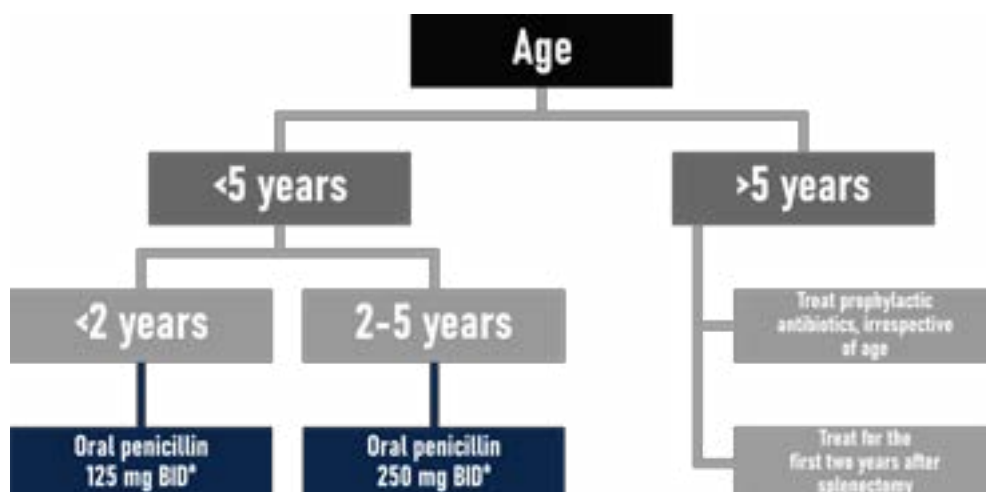 Age
<5 years
>5 years
<2 years
2-5 years
Treat prophylactic
antibiotics, irrespective
of age
Oral penicillin
125 mg BID*
Oral penicillin
250 mg BID*
Treat for the
first two years after
splenectomy